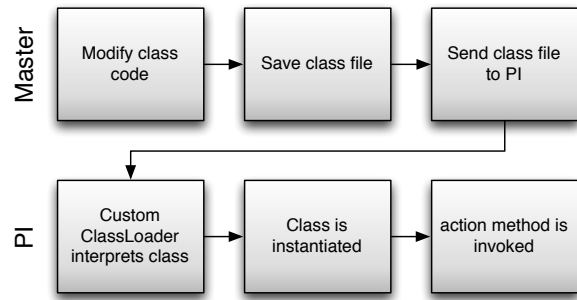 Master
Modify class
code
Save class file
Send class file
to PI
PI
Custom
ClassLoader
interprets class
Class is
instantiated
action method is
invoked